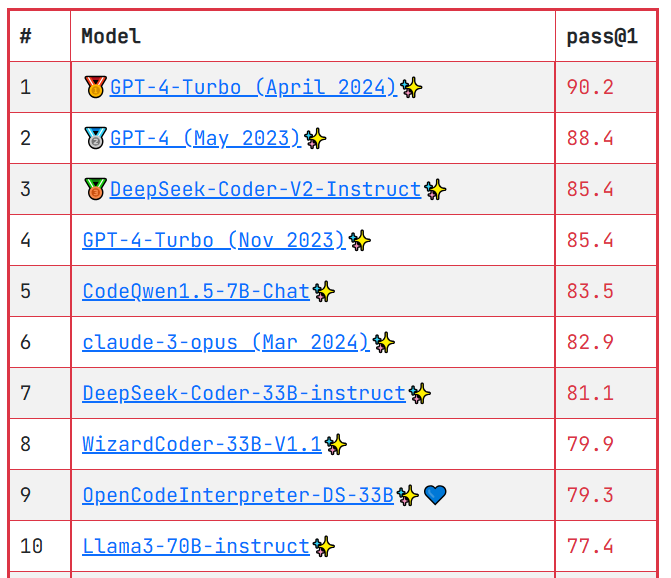 # Model pass@1
1 🥇GPT-4-Turbo (April 2024)✨ 90.2
2 🥈GPT-4 (May 2023)✨ 88.4
3 🥉DeepSeek-Coder-V2-Instruct✨ 85.4
4 GPT-4-Turbo (Nov 2023)✨ 85.4
5 CodeQwen1.5-7B-Chat✨ 83.5
6 claude-3-opus (Mar 2024)✨ 82.9
7 DeepSeek-Coder-33B-instruct✨ 81.1
8 WizardCoder-33B-V1.1✨ 79.9
9 OpenCodeInterpreter-DS-33B✨💙 79.3
10 Llama3-70B-instruct✨ 77.4